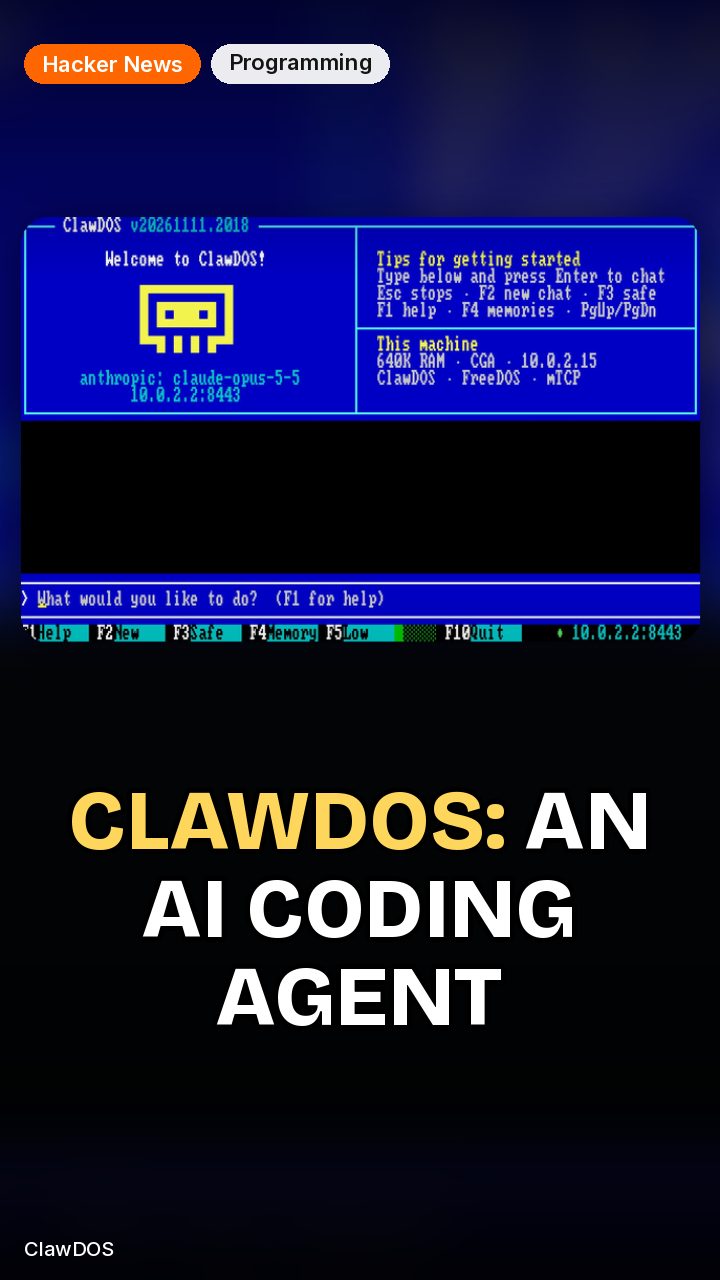 Hacker News
Programming
ClawDOS v20261111.2018
Welcome to ClawDOS!
anthropic: claude-opus-5-5
10.0.2.2:8443
Tips for getting started
Type below and press Enter to chat
Esc stops · F2 new chat · F3 safe
F1 help · F4 memories · PgUp/PgDn
This machine
640K RAM · CGA · 10.0.2.15
ClawDOS · FreeDOS · mTCP
> What would you like to do? (F1 for help)
F1Help F2New F3Safe F4Memory F5Low F10Quit ♦ 10.0.2.2:8443
CLAWDOS: AN
AI CODING
AGENT
ClawDOS